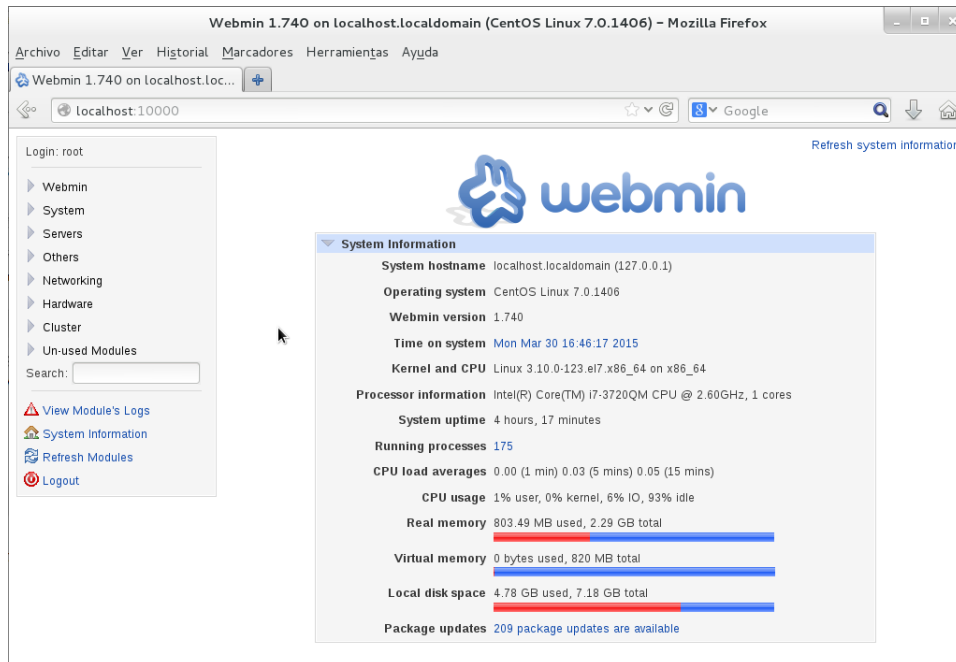 Webmin 1.740 on localhost.localdomain (CentOS Linux 7.0.1406) – Mozilla Firefox
Archivo Editar Ver Historial Marcadores Herramientas Ayuda
Webmin 1.740 on localhost.loc...
localhost:10000
Google
Login: root
Webmin
System
Servers
Others
Networking
Hardware
Cluster
Un-used Modules
Search:
View Module's Logs
System Information
Refresh Modules
Logout
Refresh system information
webmin
System Information
System hostname localhost.localdomain (127.0.0.1)
Operating system CentOS Linux 7.0.1406
Webmin version 1.740
Time on system Mon Mar 30 16:46:17 2015
Kernel and CPU Linux 3.10.0-123.el7.x86_64 on x86_64
Processor information Intel(R) Core(TM) i7-3720QM CPU @ 2.60GHz, 1 cores
System uptime 4 hours, 17 minutes
Running processes 175
CPU load averages 0.00 (1 min) 0.03 (5 mins) 0.05 (15 mins)
CPU usage 1% user, 0% kernel, 6% IO, 93% idle
Real memory 803.49 MB used, 2.29 GB total
Virtual memory 0 bytes used, 820 MB total
Local disk space 4.78 GB used, 7.18 GB total
Package updates 209 package updates are available